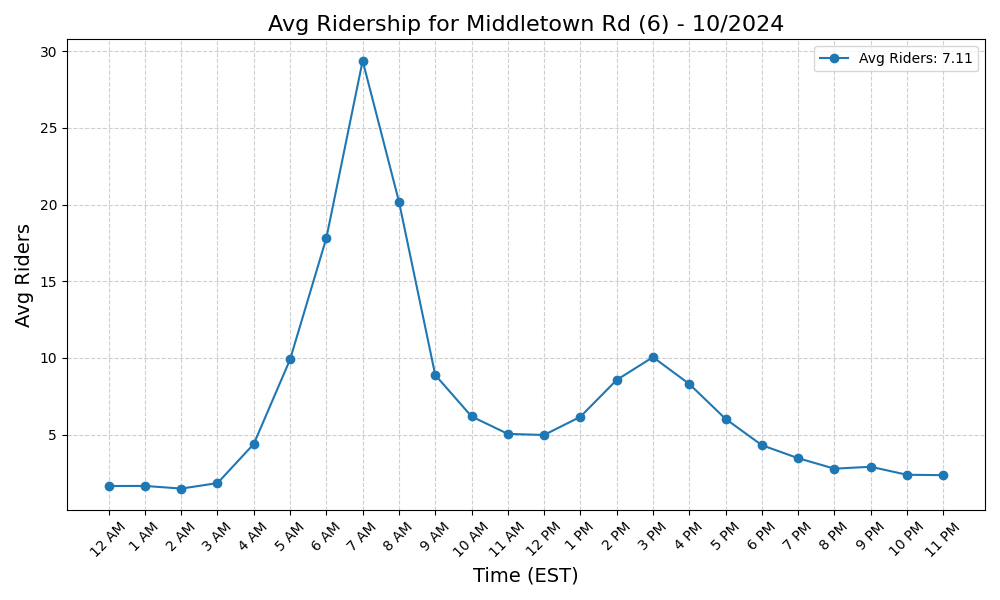 Avg Ridership for Middletown Rd (6) - 10/2024
Avg Riders: 7.11
30
25
20
15
10
5
Avg Riders
12 AM
1 AM
2 AM
3 AM
4 AM
5 AM
6 AM
7 AM
8 AM
9 AM
10 AM
11 AM
12 PM
1 PM
2 PM
3 PM
4 PM
5 PM
6 PM
7 PM
8 PM
9 PM
10 PM
11 PM
Time (EST)